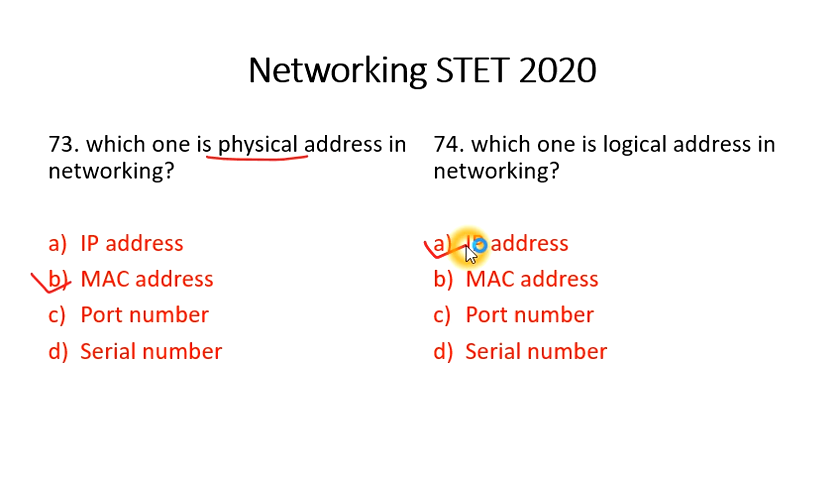 Networking STET 2020
73. which one is physical address in
networking?
a) IP address
b) MAC address
c) Port number
d) Serial number
74. which one is logical address in
networking?
a) IP address
b) MAC address
c) Port number
d) Serial number